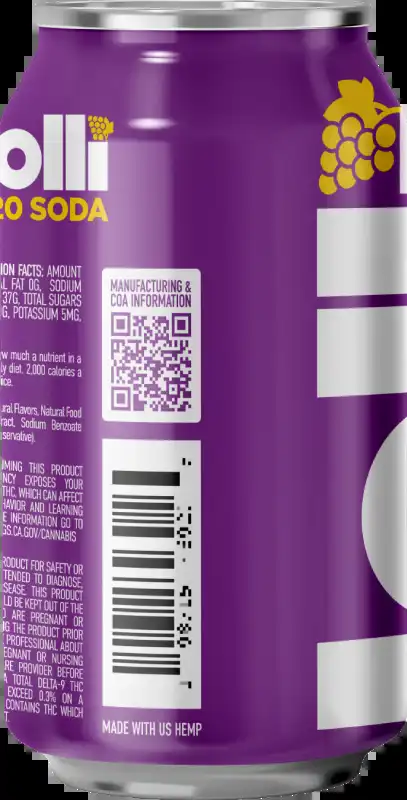 olli
20 SODA
ION FACTS: AMOUNT
L FAT 0G, SODIUM
37G, TOTAL SUGARS
G, POTASSIUM 5MG,
w much a nutrient in a
ly diet. 2,000 calories a
ice.
ural Flavors, Natural Food
ract, Sodium Benzoate
servative).
MING THIS PRODUCT
NCY EXPOSES YOUR
THC, WHICH CAN AFFECT
HAVIOR AND LEARNING
E INFORMATION GO TO
GS.CA.GOV/CANNABIS
RODUCT FOR SAFETY OR
TENDED TO DIAGNOSE,
SEASE. THIS PRODUCT
LD BE KEPT OUT OF THE
ARE PREGNANT OR
NG THE PRODUCT PRIOR
PROFESSIONAL ABOUT
EGNANT OR NURSING
RE PROVIDER BEFORE
A TOTAL DELTA-9 THC
EXCEED 0.3% ON A
CONTAINS THC WHICH
T.
MANUFACTURING &
COA INFORMATION
MADE WITH US HEMP